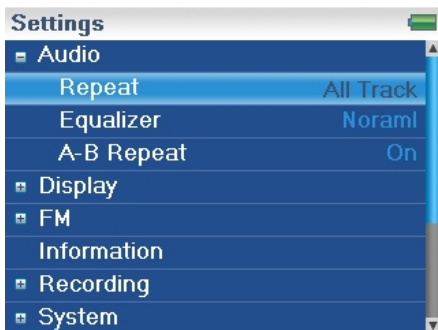 Settings
Audio
Repeat All Track
Equalizer Noraml
A-B Repeat On
Display
FM
Information
Recording
System